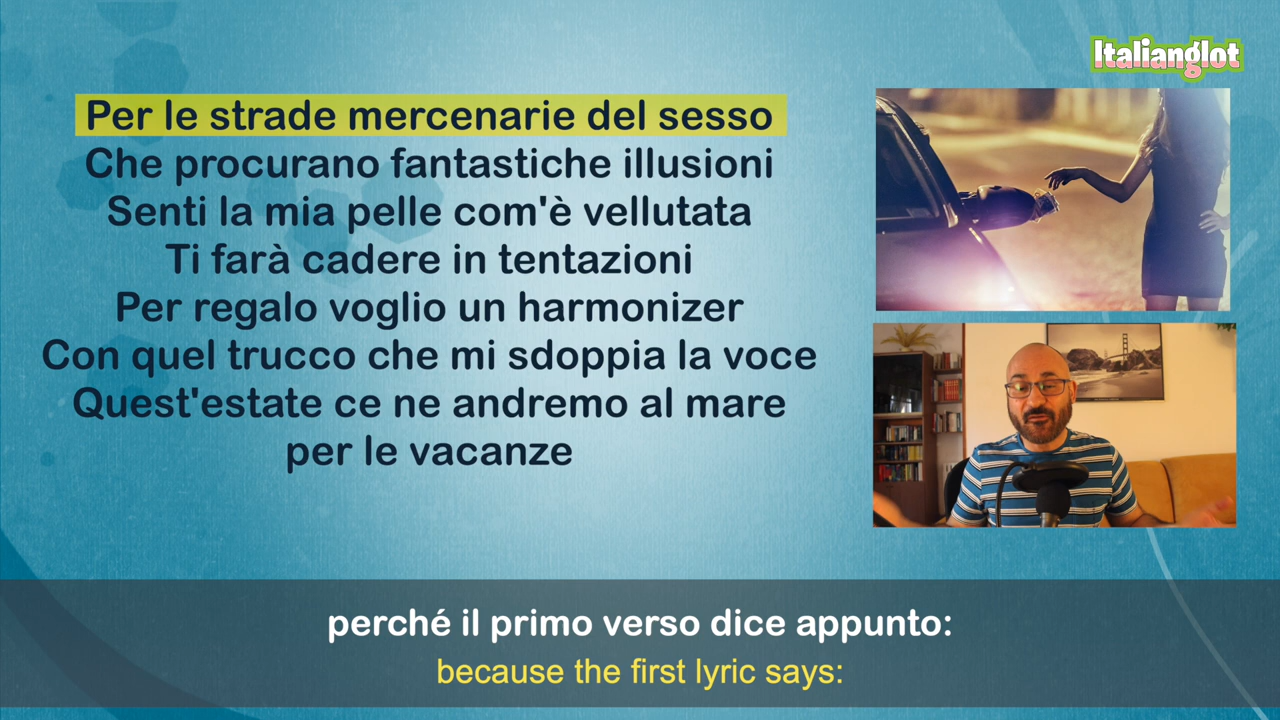 Italianglot
Per le strade mercenarie del sesso
Che procurano fantastiche illusioni
Senti la mia pelle com'è vellutata
Ti farà cadere in tentazioni
Per regalo voglio un harmonizer
Con quel trucco che mi sdoppia la voce
Quest'estate ce ne andremo al mare
per le vacanze
perché il primo verso dice appunto:
because the first lyric says: